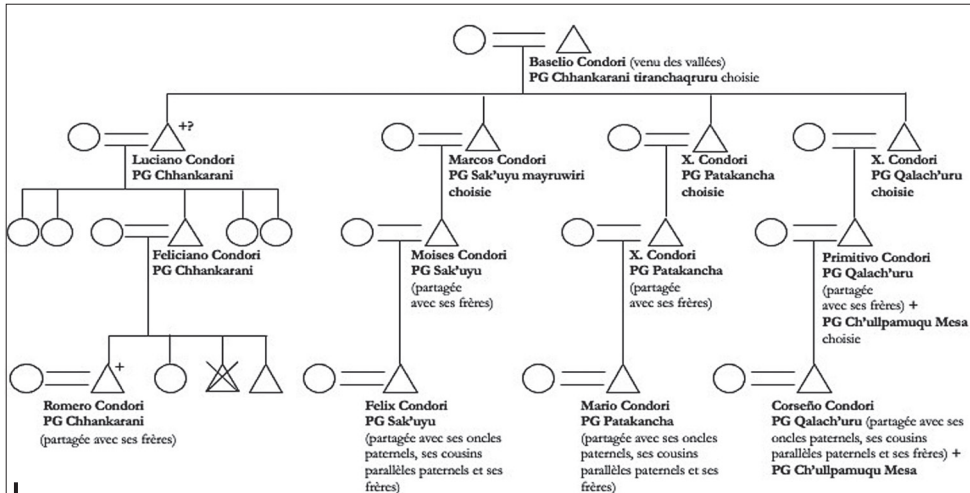 Baselio Condori (venu des vallées)
PG Chhankarani tiranchaqruru choisie
+?
Luciano Condori
PG Chhankarani
Marcos Condori
PG Sak'uyu mayruwiri
choisie
X. Condori
PG Patakancha
choisie
X. Condori
PG Qalach'uru
choisie
Feliciano Condori
PG Chhankarani
Moises Condori
PG Sak'uyu
(partagée
avec ses frères)
X. Condori
PG Patakancha
(partagée
avec ses frères)
Primitivo Condori
PG Qalach'uru
(partagée
avec ses frères) +
PG Ch'ullpamuqu Mesa
choisie
+
Romero Condori
PG Chhankarani
(partagée avec ses frères)
Felix Condori
PG Sak'uyu
(partagée avec ses oncles
paternels, ses cousins
parallèles paternels et ses
frères)
Mario Condori
PG Patakancha
(partagée avec ses oncles
paternels, ses cousins
parallèles paternels et ses
frères)
Corseño Condori
PG Qalach'uru (partagée avec ses
oncles paternels, ses cousins
parallèles paternels et ses frères) +
PG Ch'ullpamuqu Mesa